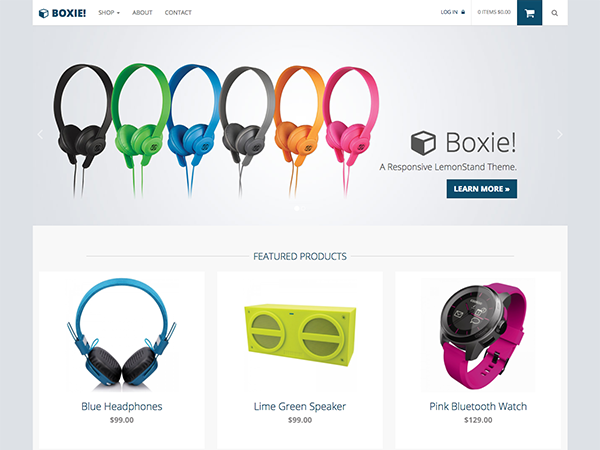 BOXIE! SHOP ABOUT CONTACT LOG IN 0 ITEMS $0.00
Boxie!
A Responsive LemonStand Theme.
LEARN MORE »
FEATURED PRODUCTS
Blue Headphones Lime Green Speaker Pink Bluetooth Watch
$99.00 $99.00 $129.00